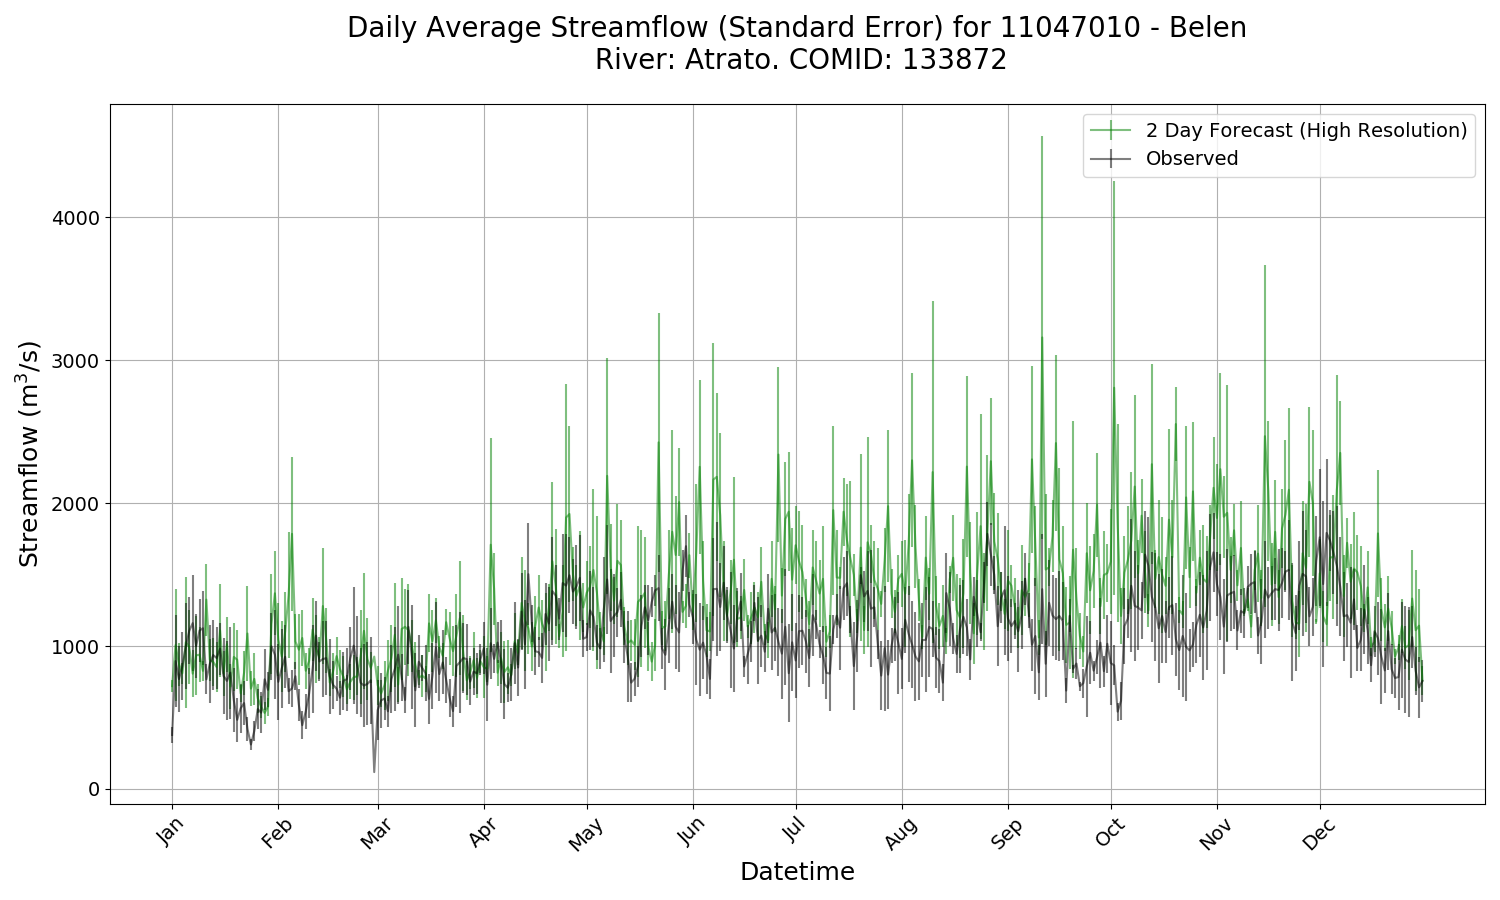 Daily Average Streamflow (Standard Error) for 11047010 - Belen
River: Atrato. COMID: 133872
2 Day Forecast (High Resolution)
Observed
Streamflow (m³/s)
4000
3000
2000
1000
0
Jan
Feb
Mar
Apr
May
Jun
Jul
Aug
Sep
Oct
Nov
Dec
Datetime